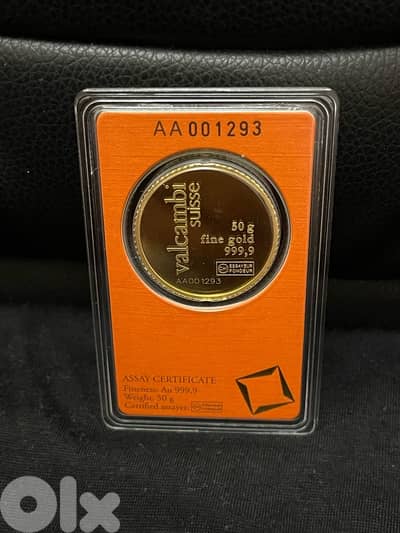 AA 001293
valcambi
suisse
50 g
fine gold
999,9
ESSAYEUR
FONDEUR
AA001293
ASSAY CERTIFICATE
Fineness: Au 999,9
Weight: 50 g
Certified assayer:
Olx